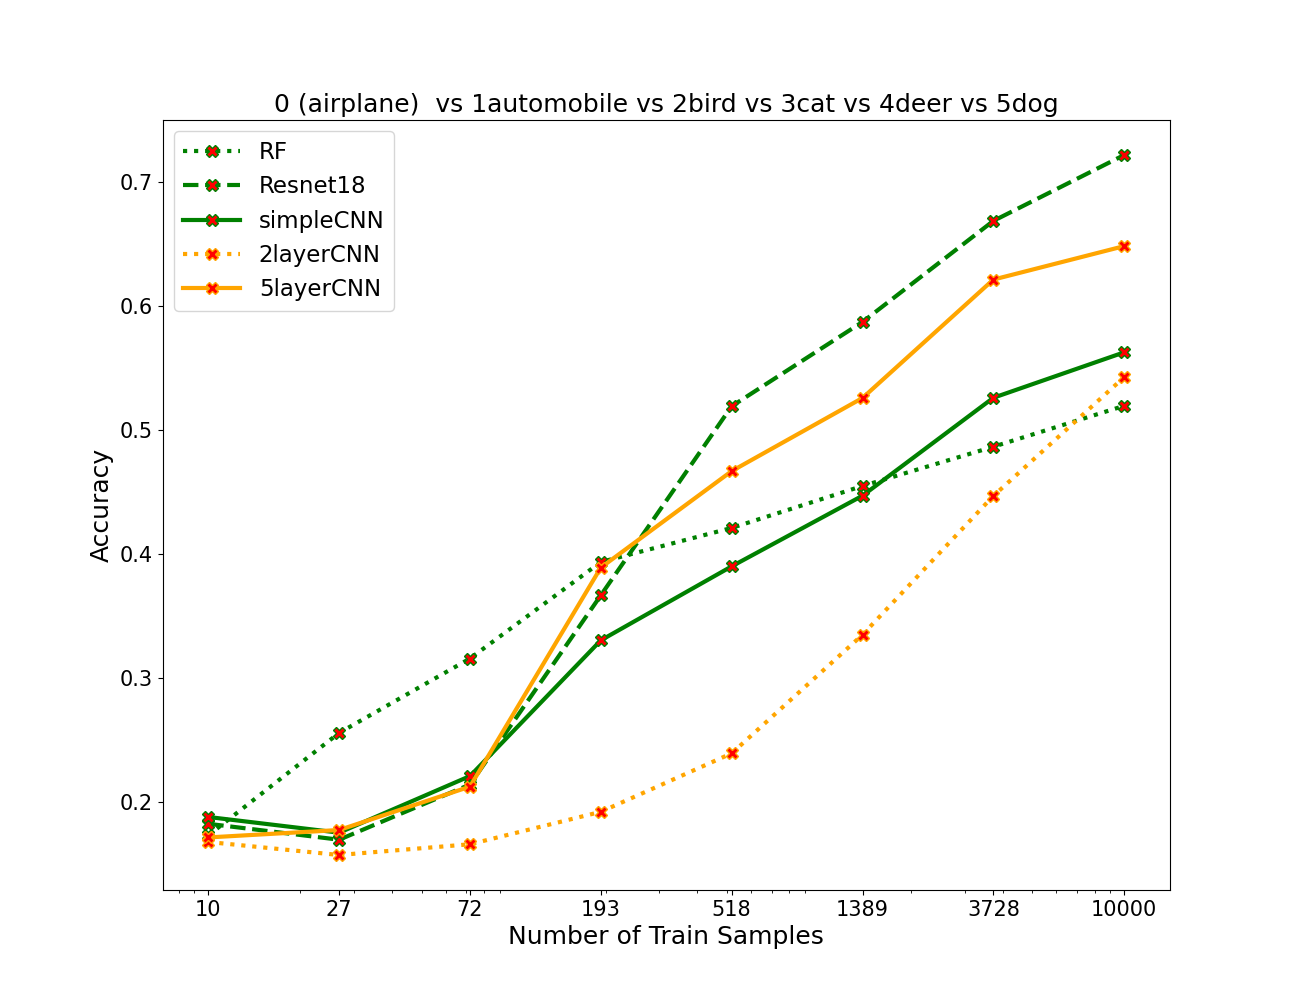 0 (airplane)  vs 1automobile vs 2bird vs 3cat vs 4deer vs 5dog
RF
Resnet18
simpleCNN
2layerCNN
5layerCNN
0.7
0.6
0.5
0.4
0.3
0.2
Accuracy
10 27 72 193 518 1389 3728 10000
Number of Train Samples